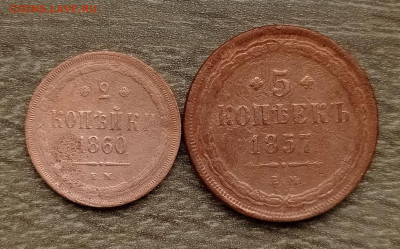 COINS.LAVE.RU
2
КОПѢЙКИ
1860
Е М
5
КОПѢЕКЪ
1857
Е М